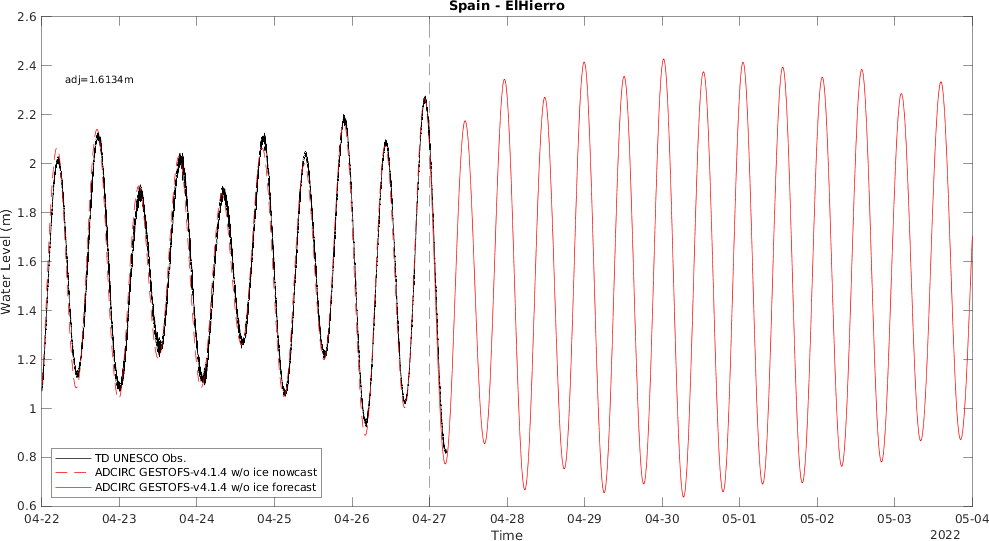 Spain - ElHierro
adj=1.6134m
Water Level (m)
2.6
2.4
2.2
2
1.8
1.6
1.4
1.2
1
0.8
0.6
TD UNESCO Obs.
ADCIRC GESTOFS-v4.1.4 w/o ice nowcast
ADCIRC GESTOFS-v4.1.4 w/o ice forecast
04-22 04-23 04-24 04-25 04-26 04-27 04-28 04-29 04-30 05-01 05-02 05-03 05-04
Time
2022